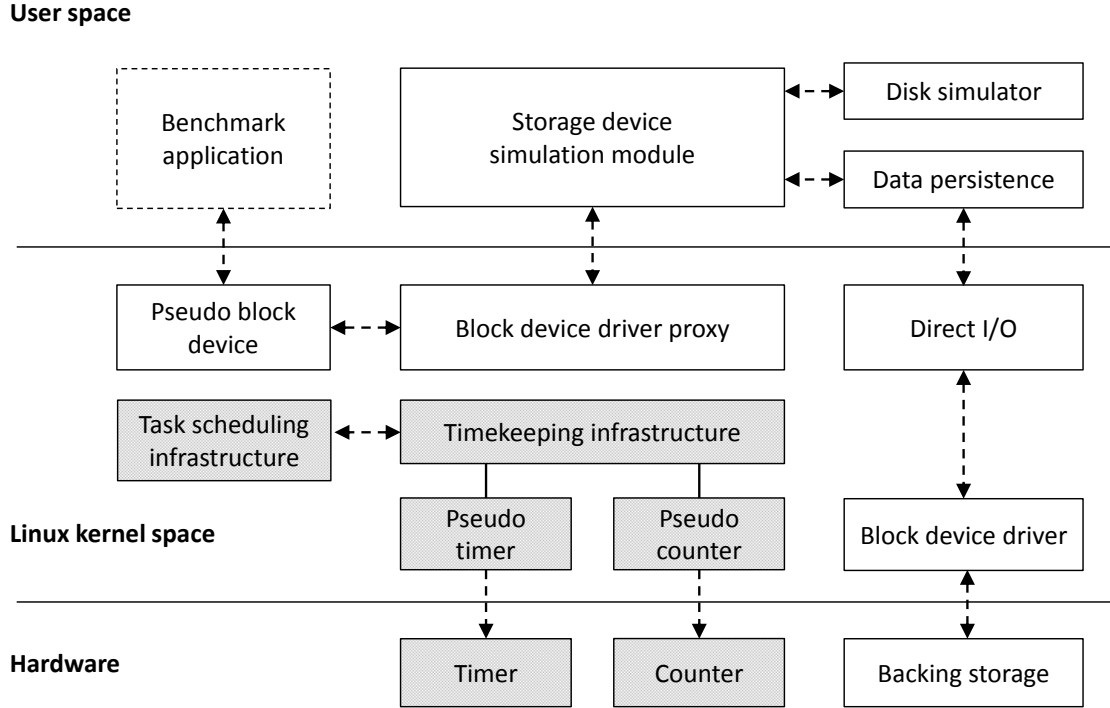 User space
Benchmark
application
Storage device
simulation module
Disk simulator
Data persistence
Pseudo block
device
Block device driver proxy
Direct I/O
Task scheduling
infrastructure
Timekeeping infrastructure
Linux kernel space
Pseudo
timer
Pseudo
counter
Block device driver
Hardware
Timer
Counter
Backing storage